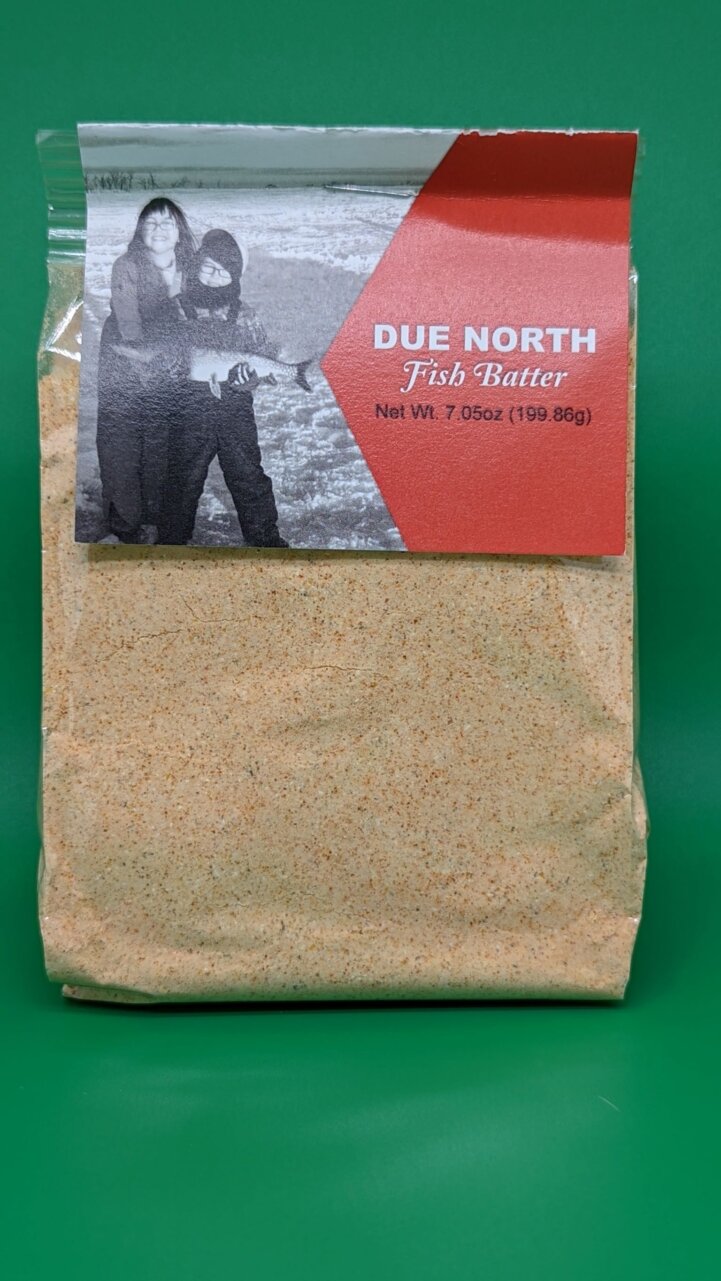 DUE NORTH
Fish Batter
Net Wt. 7.05oz (199.86g)